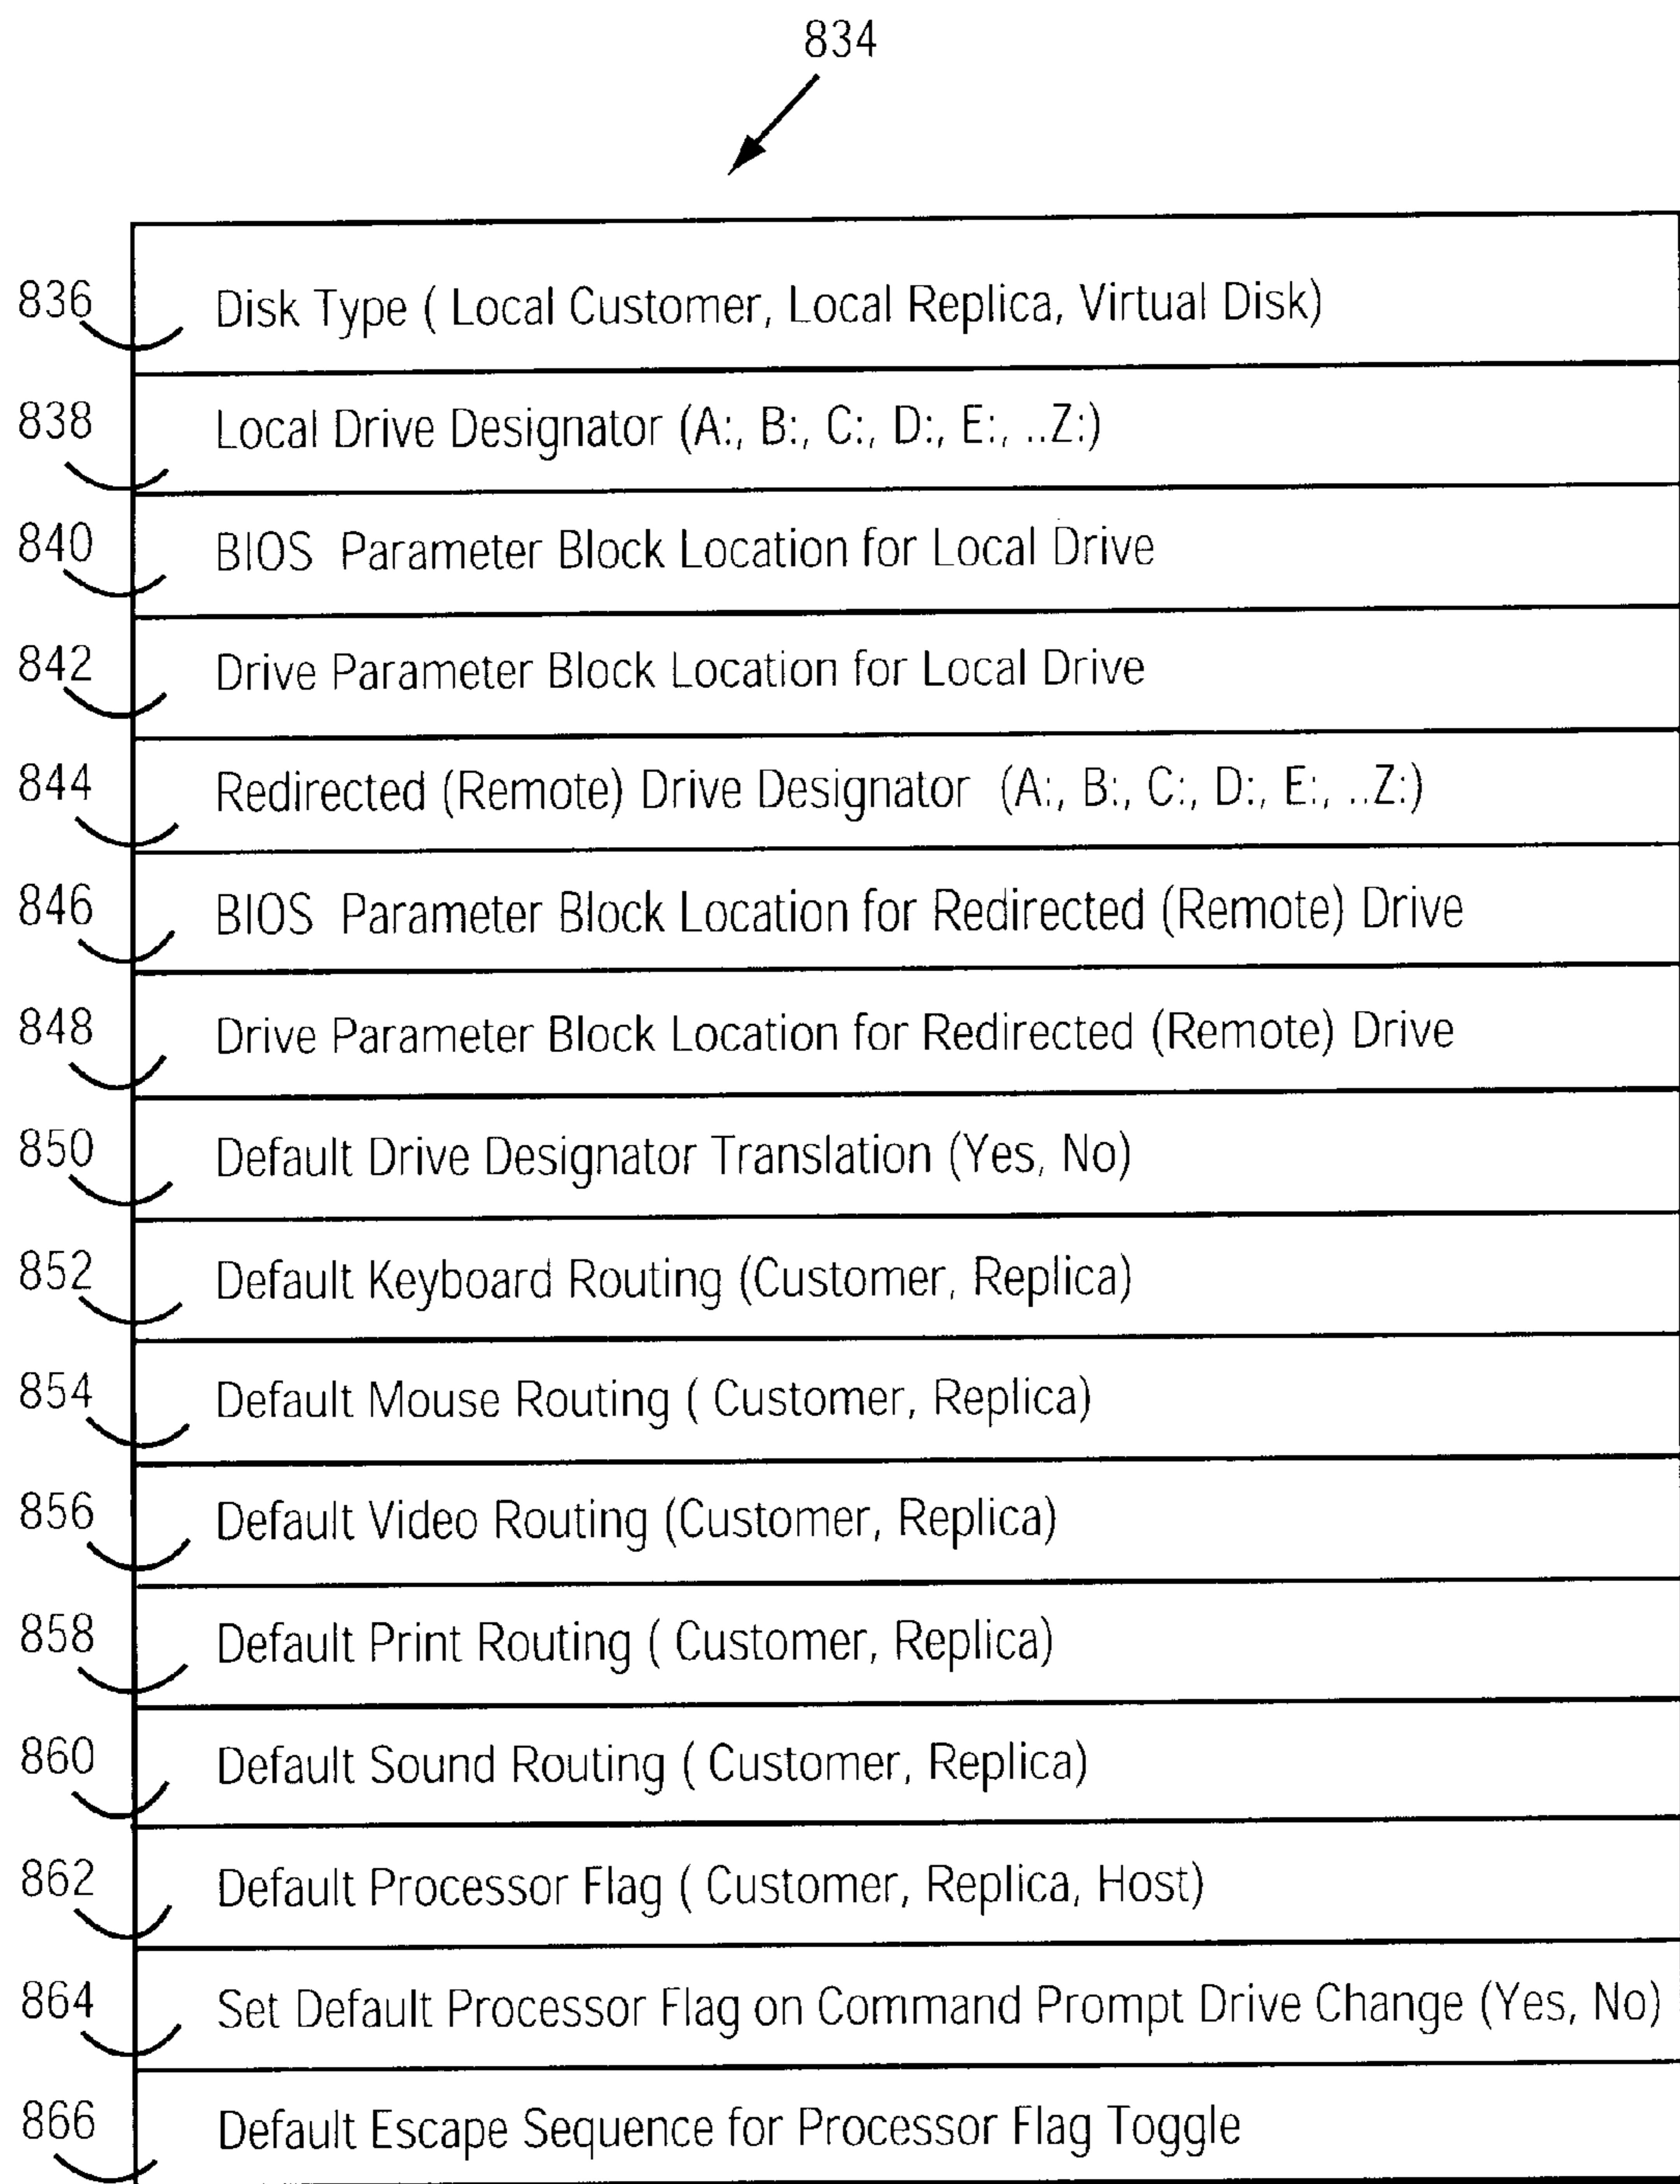 834
836 Disk Type ( Local Customer, Local Replica, Virtual Disk)
838 Local Drive Designator (A:, B:, C:, D:, E:, ..Z:)
840 BIOS Parameter Block Location for Local Drive
842 Drive Parameter Block Location for Local Drive
844 Redirected (Remote) Drive Designator (A:, B:, C:, D:, E:, ..Z:)
846 BIOS Parameter Block Location for Redirected (Remote) Drive
848 Drive Parameter Block Location for Redirected (Remote) Drive
850 Default Drive Designator Translation (Yes, No)
852 Default Keyboard Routing (Customer, Replica)
854 Default Mouse Routing ( Customer, Replica)
856 Default Video Routing (Customer, Replica)
858 Default Print Routing ( Customer, Replica)
860 Default Sound Routing ( Customer, Replica)
862 Default Processor Flag ( Customer, Replica, Host)
864 Set Default Processor Flag on Command Prompt Drive Change (Yes, No)
866 Default Escape Sequence for Processor Flag Toggle